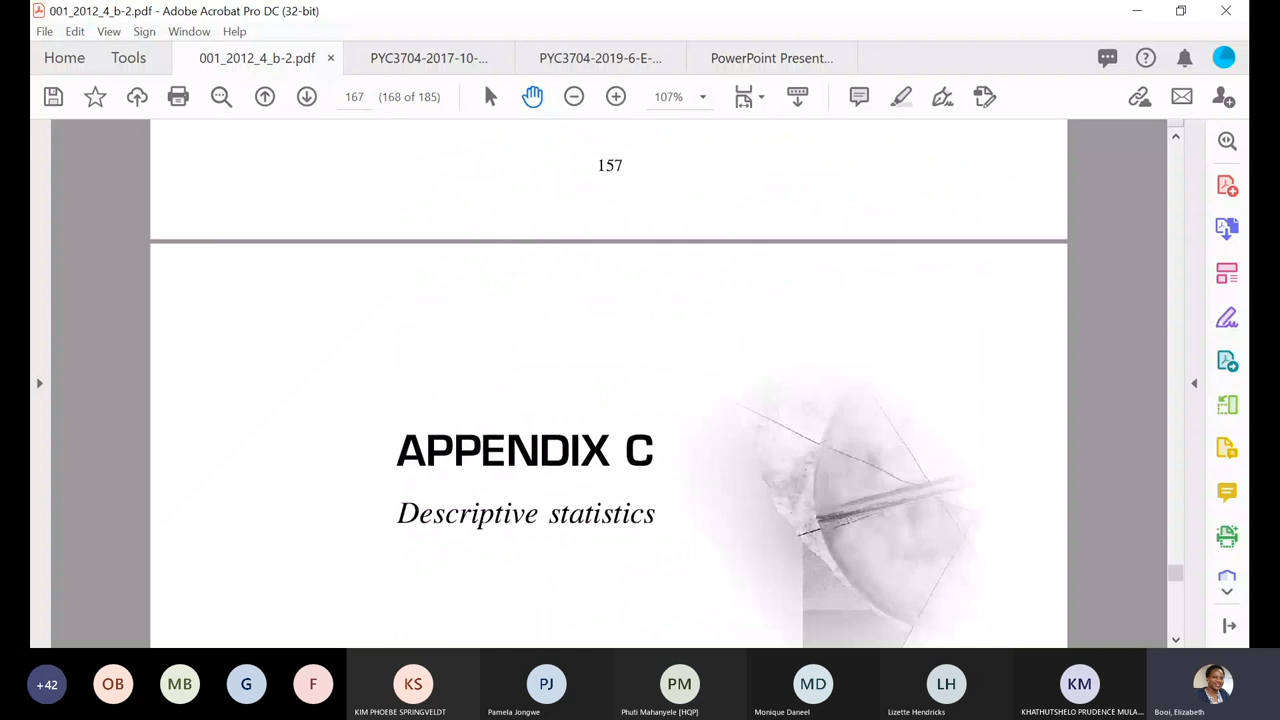 001_2012_4_b-2.pdf - Adobe Acrobat Pro DC (32-bit)
File Edit View Sign Window Help
Home Tools 001_2012_4_b-2.pdf × PYC3704-2017-10-... PYC3704-2019-6-E-... PowerPoint Present...
167 (168 of 185) 107%
157
APPENDIX C
Descriptive statistics
+42 OB MB G F KS PJ PM MD LH KM
KIM PHOEBE SPRINGVELDT Pamela Jongwe Phuti Mahanyele [HQP] Monique Daneel Lizette Hendricks KHATHUTSHELO PRUDENCE MULA... Booi, Elizabeth